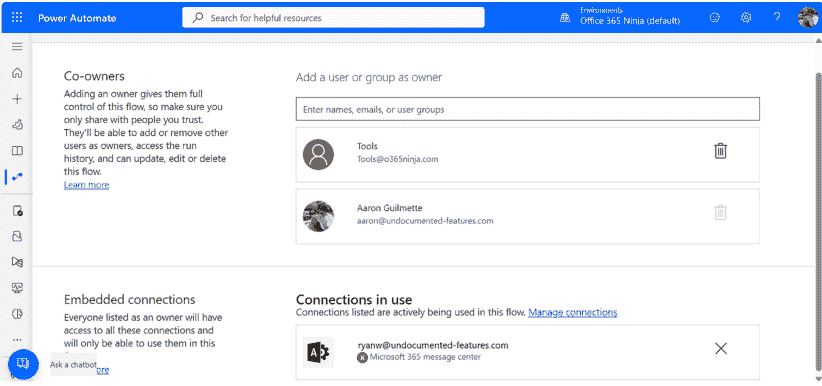 Power Automate
Search for helpful resources
Environments
Office 365 Ninja (default)
Co-owners
Adding an owner gives them full
control of this flow, so make sure you
only share with people you trust.
They'll be able to add or remove other
users as owners, access the run
history, and can update, edit or delete
this flow.
Learn more
Add a user or group as owner
Enter names, emails, or user groups
Tools
Tools@o365ninja.com
Aaron Guilmette
aaron@undocumented-features.com
Embedded connections
Everyone listed as an owner will have
access to all these connections and
will only be able to use them in this
ore
Ask a chatbot
Connections in use
Connections listed are actively being used in this flow. Manage connections
ryanw@undocumented-features.com
K Microsoft 365 message center